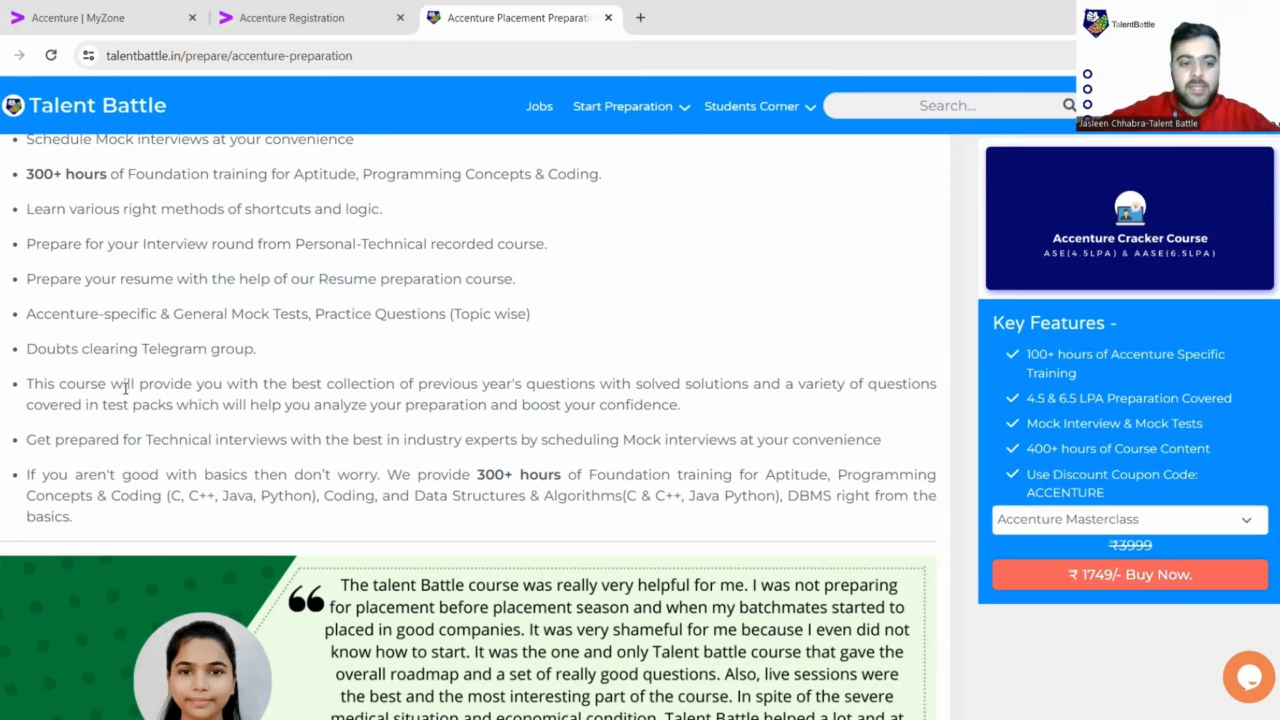 Accenture | MyZone
Accenture Registration
Accenture Placement Preparati
talentbattle.in/prepare/accenture-preparation
TalentBattle
Jasleen Chhabra-Talent Battle
Talent Battle
Jobs
Start Preparation
Students Corner
Search...
Schedule Mock interviews at your convenience
300+ hours of Foundation training for Aptitude, Programming Concepts & Coding.
Learn various right methods of shortcuts and logic.
Prepare for your Interview round from Personal-Technical recorded course.
Prepare your resume with the help of our Resume preparation course.
Accenture-specific & General Mock Tests, Practice Questions (Topic wise)
Doubts clearing Telegram group.
This course will provide you with the best collection of previous year's questions with solved solutions and a variety of questions
covered in test packs which will help you analyze your preparation and boost your confidence.
Get prepared for Technical interviews with the best in industry experts by scheduling Mock interviews at your convenience
If you aren't good with basics then don't worry. We provide 300+ hours of Foundation training for Aptitude, Programming
Concepts & Coding (C, C++, Java, Python), Coding, and Data Structures & Algorithms(C & C++, Java Python), DBMS right from the
basics.
The talent Battle course was really very helpful for me. I was not preparing
for placement before placement season and when my batchmates started to
placed in good companies. It was very shameful for me because I even did not
know how to start. It was the one and only Talent battle course that gave the
overall roadmap and a set of really good questions. Also, live sessions were
the best and the most interesting part of the course. In spite of the severe
medical situation and economical condition, Talent Battle helped a lot and at
Accenture Cracker Course
ASE(4.5LPA) & AASE(6.5LPA)
Key Features -
100+ hours of Accenture Specific
Training
4.5 & 6.5 LPA Preparation Covered
Mock Interview & Mock Tests
400+ hours of Course Content
Use Discount Coupon Code:
ACCENTURE
Accenture Masterclass
₹3999
₹ 1749/- Buy Now.